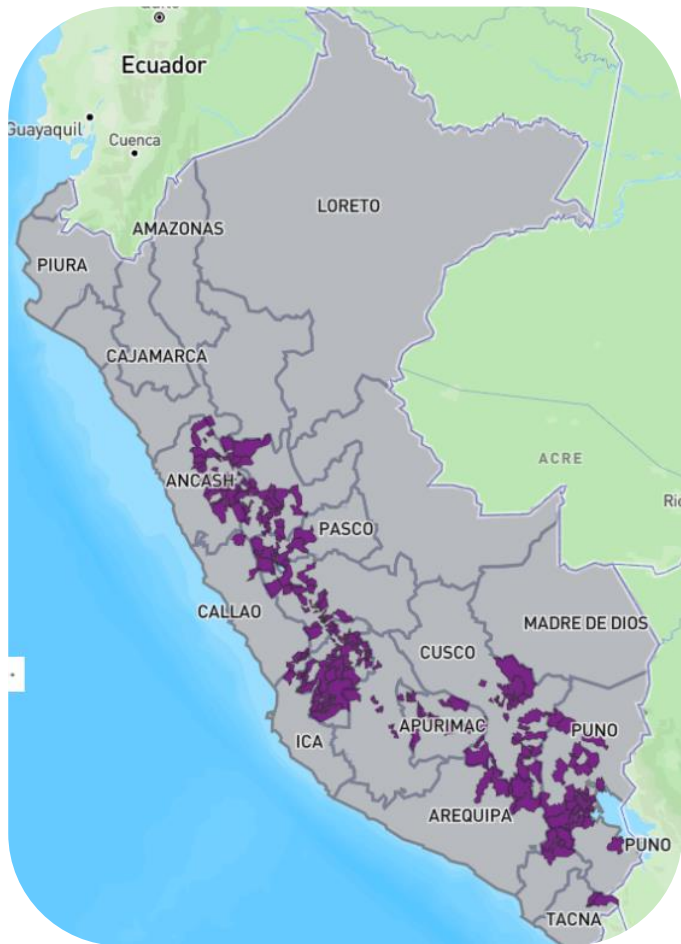 Ecuador
Guayaquil
Cuenca
LORETO
AMAZONAS
PIURA
CAJAMARCA
ACRE
ANCASH
PASCO
CALLAO
MADRE DE DIOS
CUSCO
APURIMAC
PUNO
ICA
AREQUIPA
PUNO
TACNA